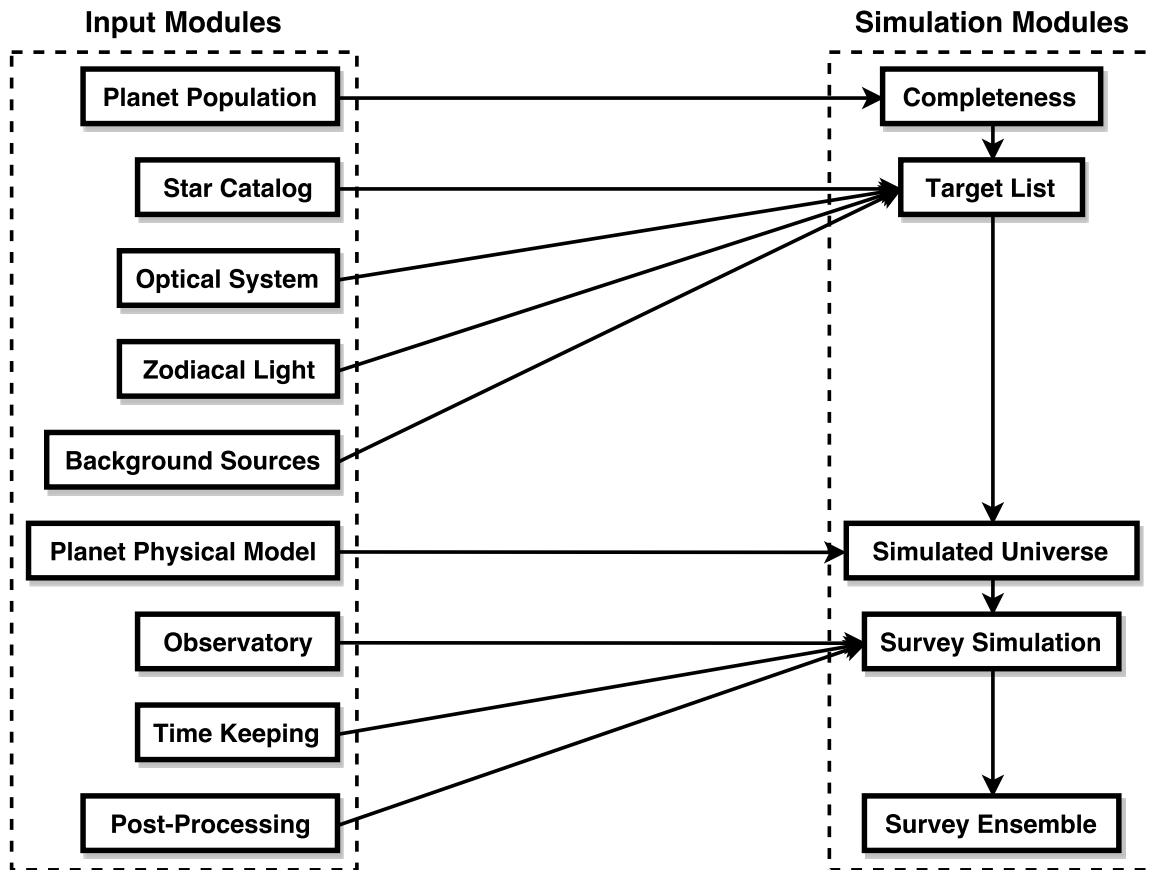 Input Modules
Simulation Modules
Planet Population
Completeness
Star Catalog
Target List
Optical System
Zodiacal Light
Background Sources
Planet Physical Model
Simulated Universe
Observatory
Survey Simulation
Time Keeping
Post-Processing
Survey Ensemble